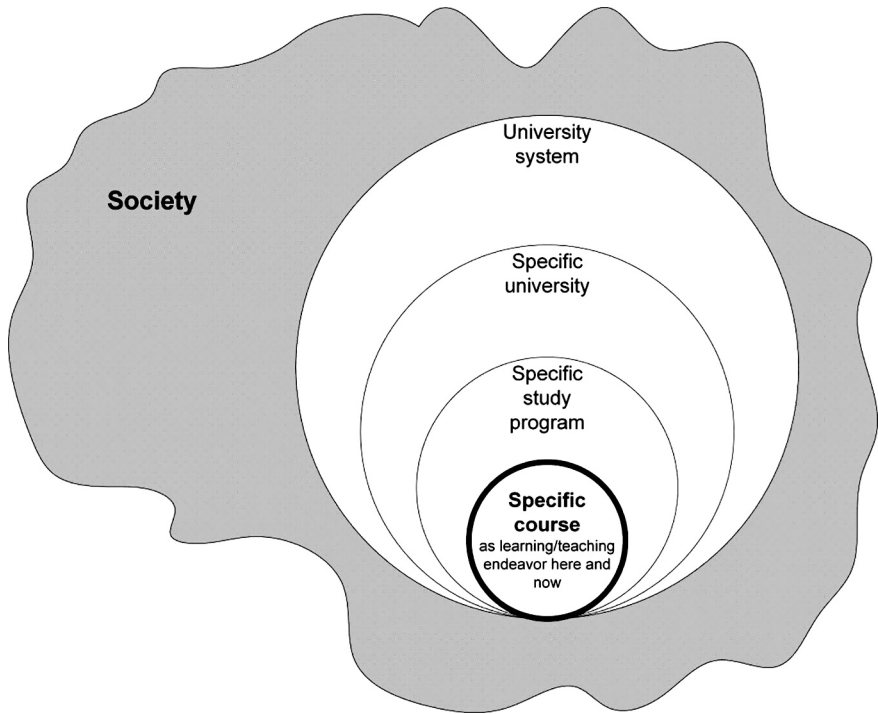 University
system
Society
Specific
university
Specific
study
program
Specific
course
as learning/teaching
endeavor here and
now